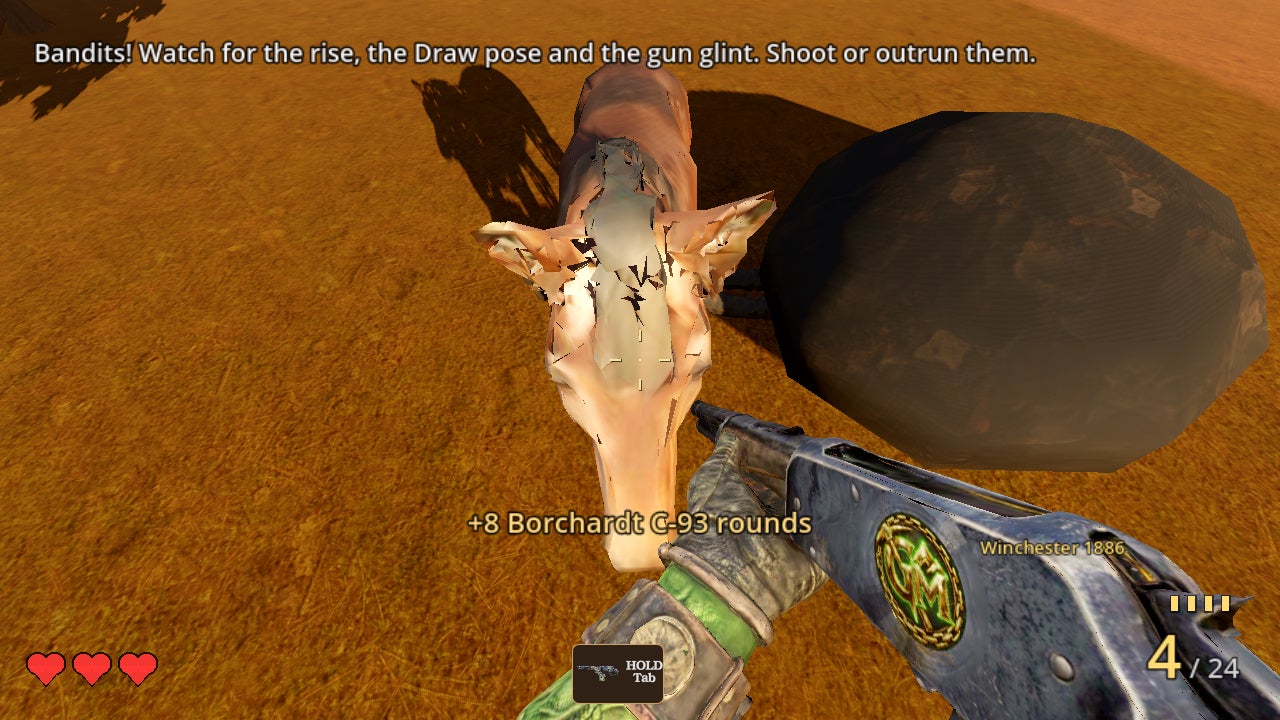 Bandits! Watch for the rise, the Draw pose and the gun glint. Shoot or outrun them.
+8 Borchardt C-93 rounds
Winchester 1886
HOLD
Tab
4 / 24